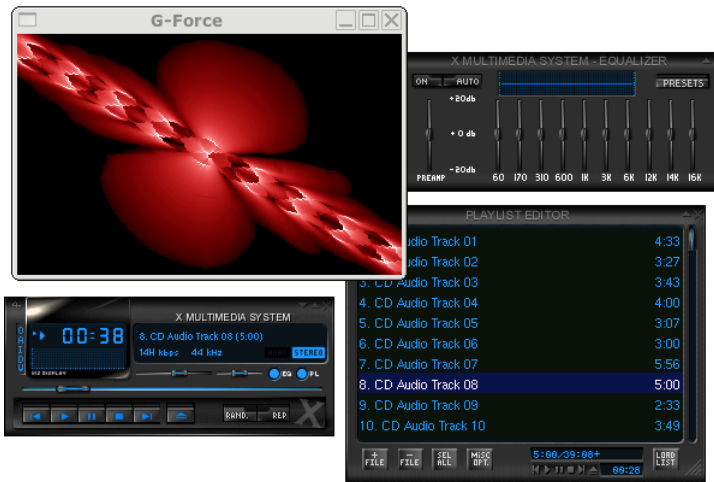 G-Force
X MULTIMEDIA SYSTEM - EQUALIZER
ON AUTO PRESETS
+20db
+0 db
-20db
PREAMP 60 170 310 600 1K 3K 6K 12K 14K 16K
PLAYLIST EDITOR
Audio Track 01 4:33
Audio Track 02 3:27
3. CD Audio Track 03 3:43
4. CD Audio Track 04 4:00
5. CD Audio Track 05 3:07
6. CD Audio Track 06 3:00
7. CD Audio Track 07 5:56
8. CD Audio Track 08 5:00
9. CD Audio Track 09 2:33
10. CD Audio Track 10 3:49
+ FILE - FILE SEL ALL MISC OPT. 5:00/39:08+ LOAD LIST
00:28
X MULTIMEDIA SYSTEM
O A I D V
00:38
8. CD Audio Track 08 (5:00)
14H kbps 44 kHz STEREO
EQ PL
RAND. REP.
X